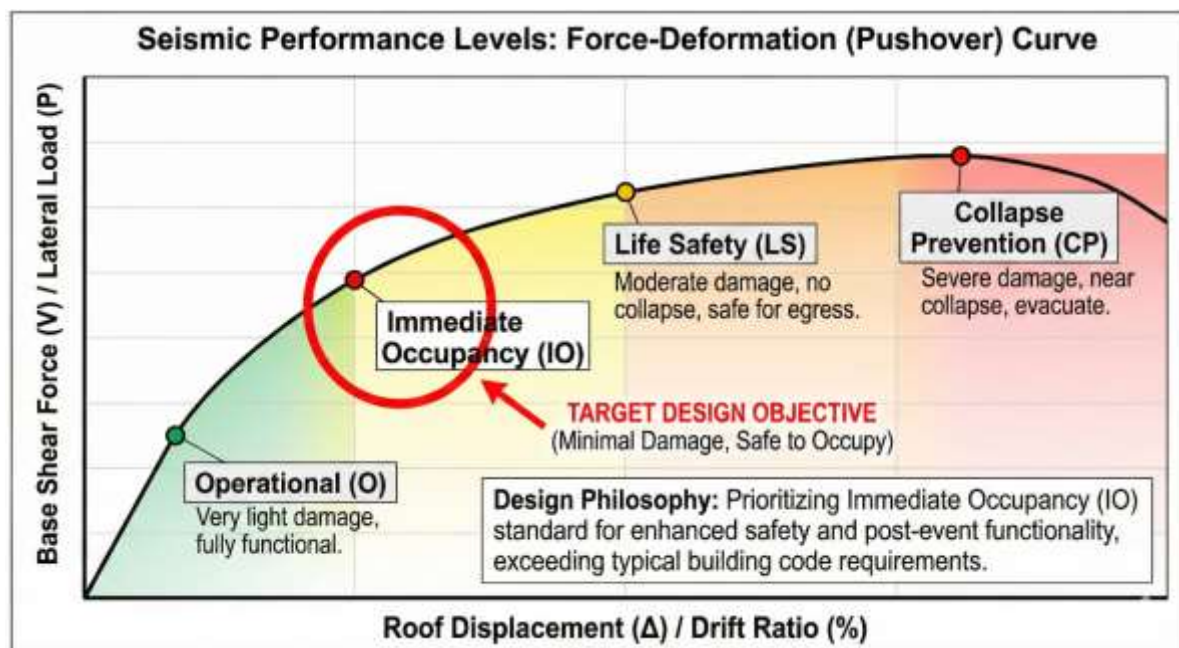 Seismic Performance Levels: Force-Deformation (Pushover) Curve
Base Shear Force (V) / Lateral Load (P)
Life Safety (LS)
Moderate damage, no
collapse, safe for egress.
Collapse
Prevention (CP)
Severe damage, near
collapse, evacuate.
Immediate
Occupancy (IO)
TARGET DESIGN OBJECTIVE
(Minimal Damage, Safe to Occupy)
Operational (O)
Very light damage,
fully functional.
Design Philosophy: Prioritizing Immediate Occupancy (IO)
standard for enhanced safety and post-event functionality,
exceeding typical building code requirements.
Roof Displacement (Δ) / Drift Ratio (%)